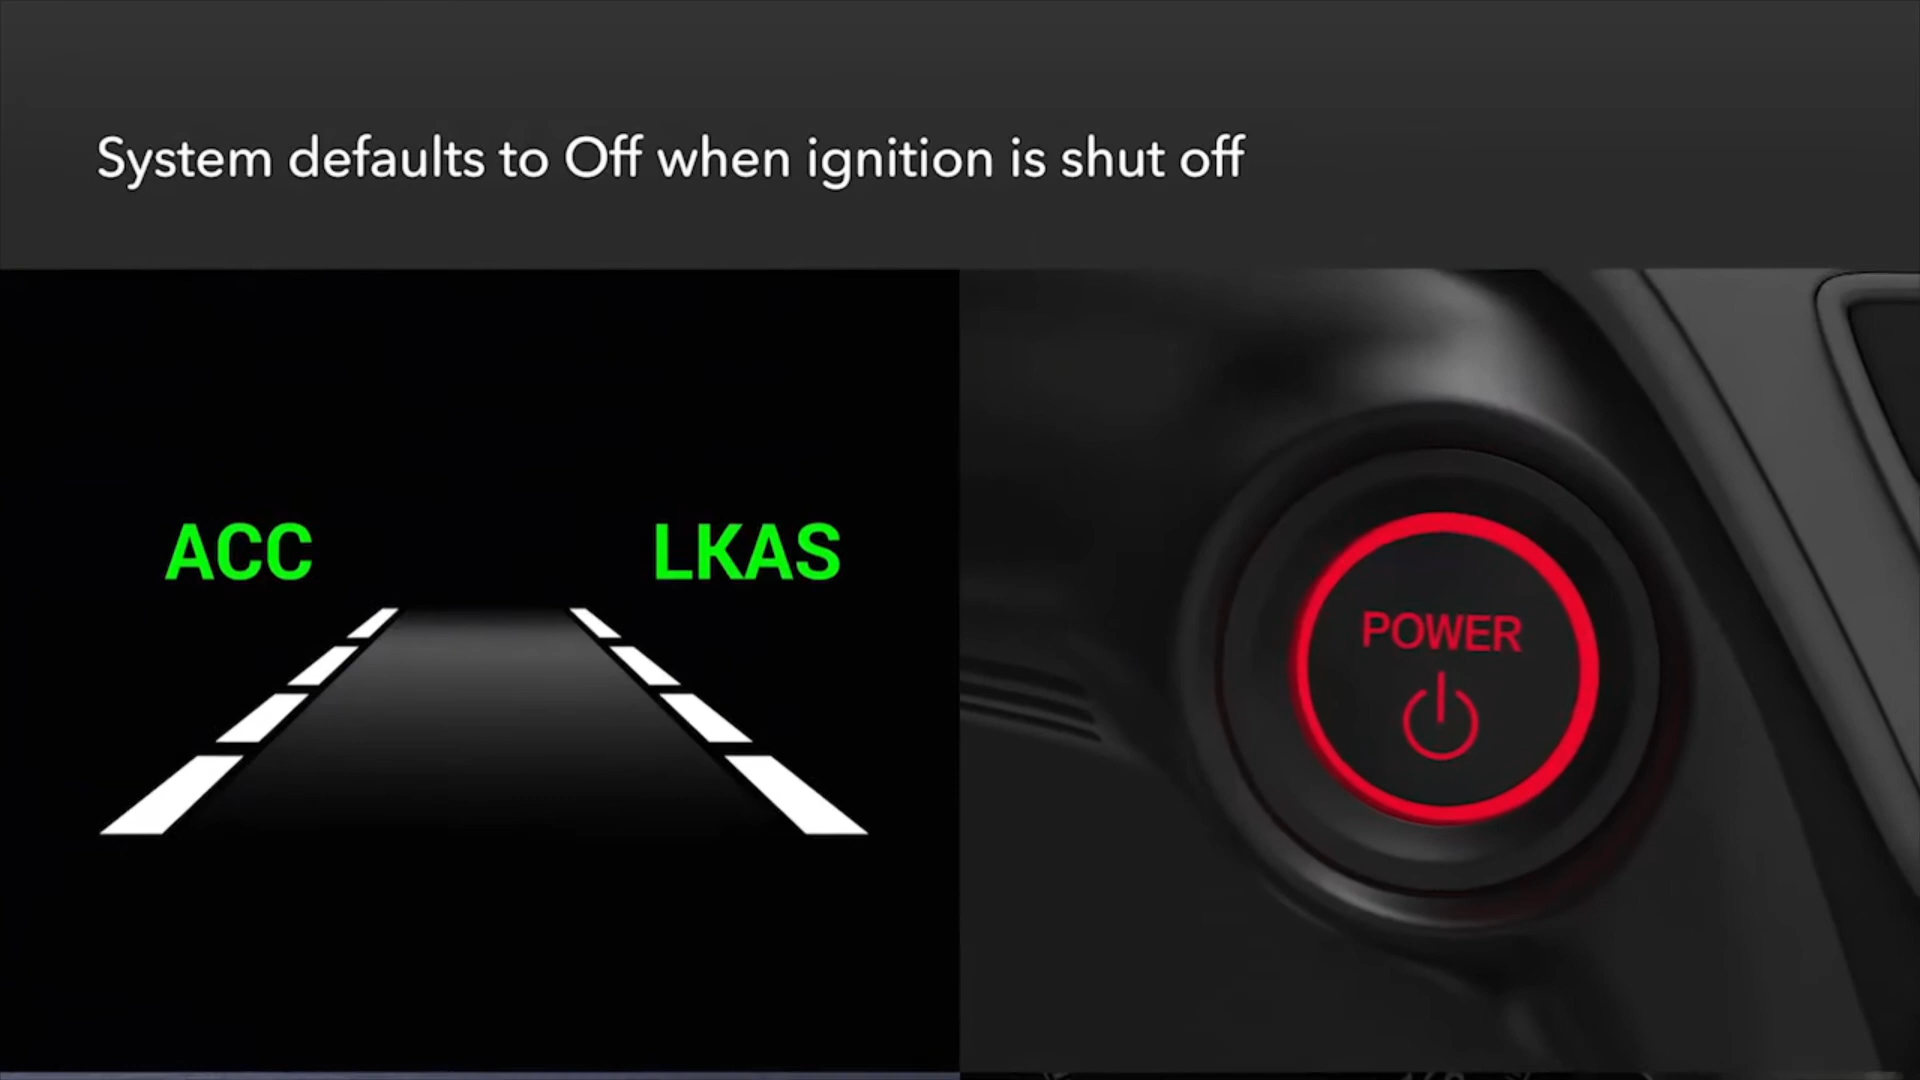 System defaults to Off when ignition is shut off
ACC
LKAS
POWER